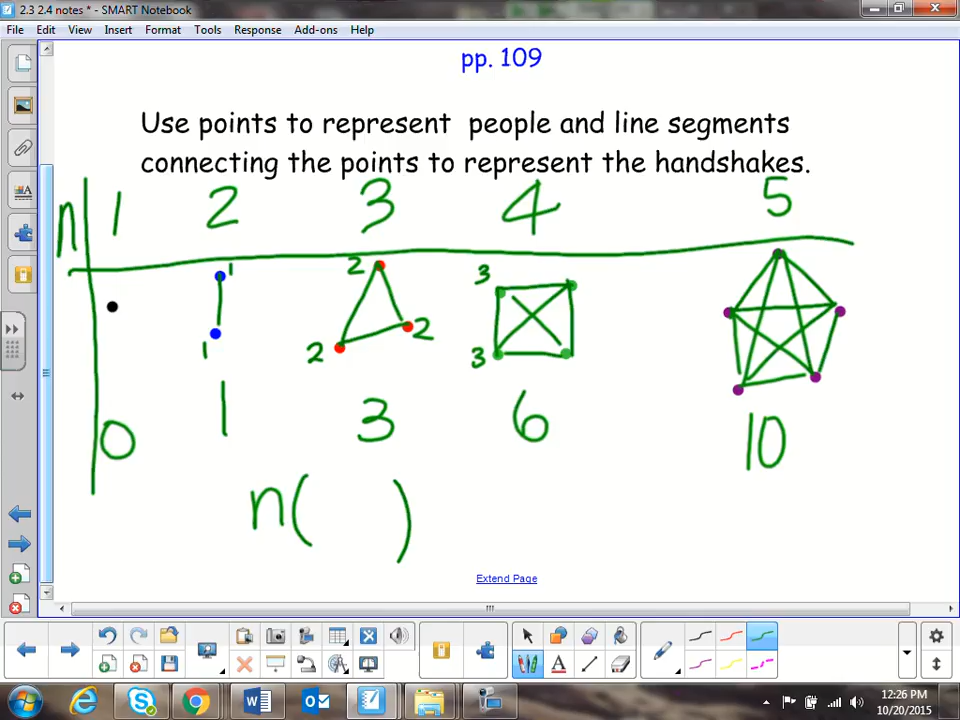 2.3 2.4 notes * - SMART Notebook
File Edit View Insert Format Tools Response Add-ons Help
pp. 109
Use points to represent people and line segments
connecting the points to represent the handshakes.
n 1 2 3 4 5
1 2 3
1 2 2 3
0 1 3 6 10
n( )
Extend Page
A
12:26 PM
10/20/2015